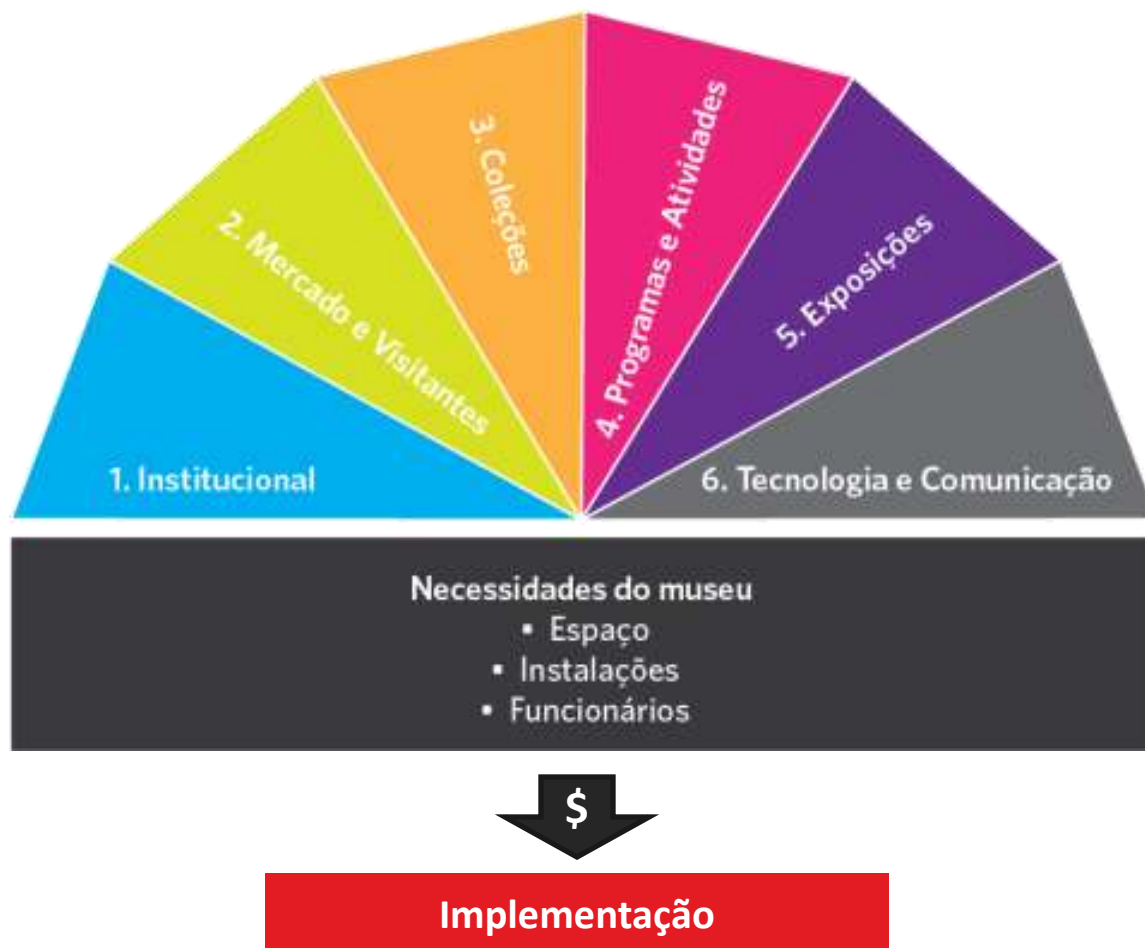 1. Institucional
2. Mercado e Visitantes
3. Coleções
4. Programas e Atividades
5. Exposições
6. Tecnologia e Comunicação
Necessidades do museu
▪ Espaço
▪ Instalações
▪ Funcionários
$
Implementação